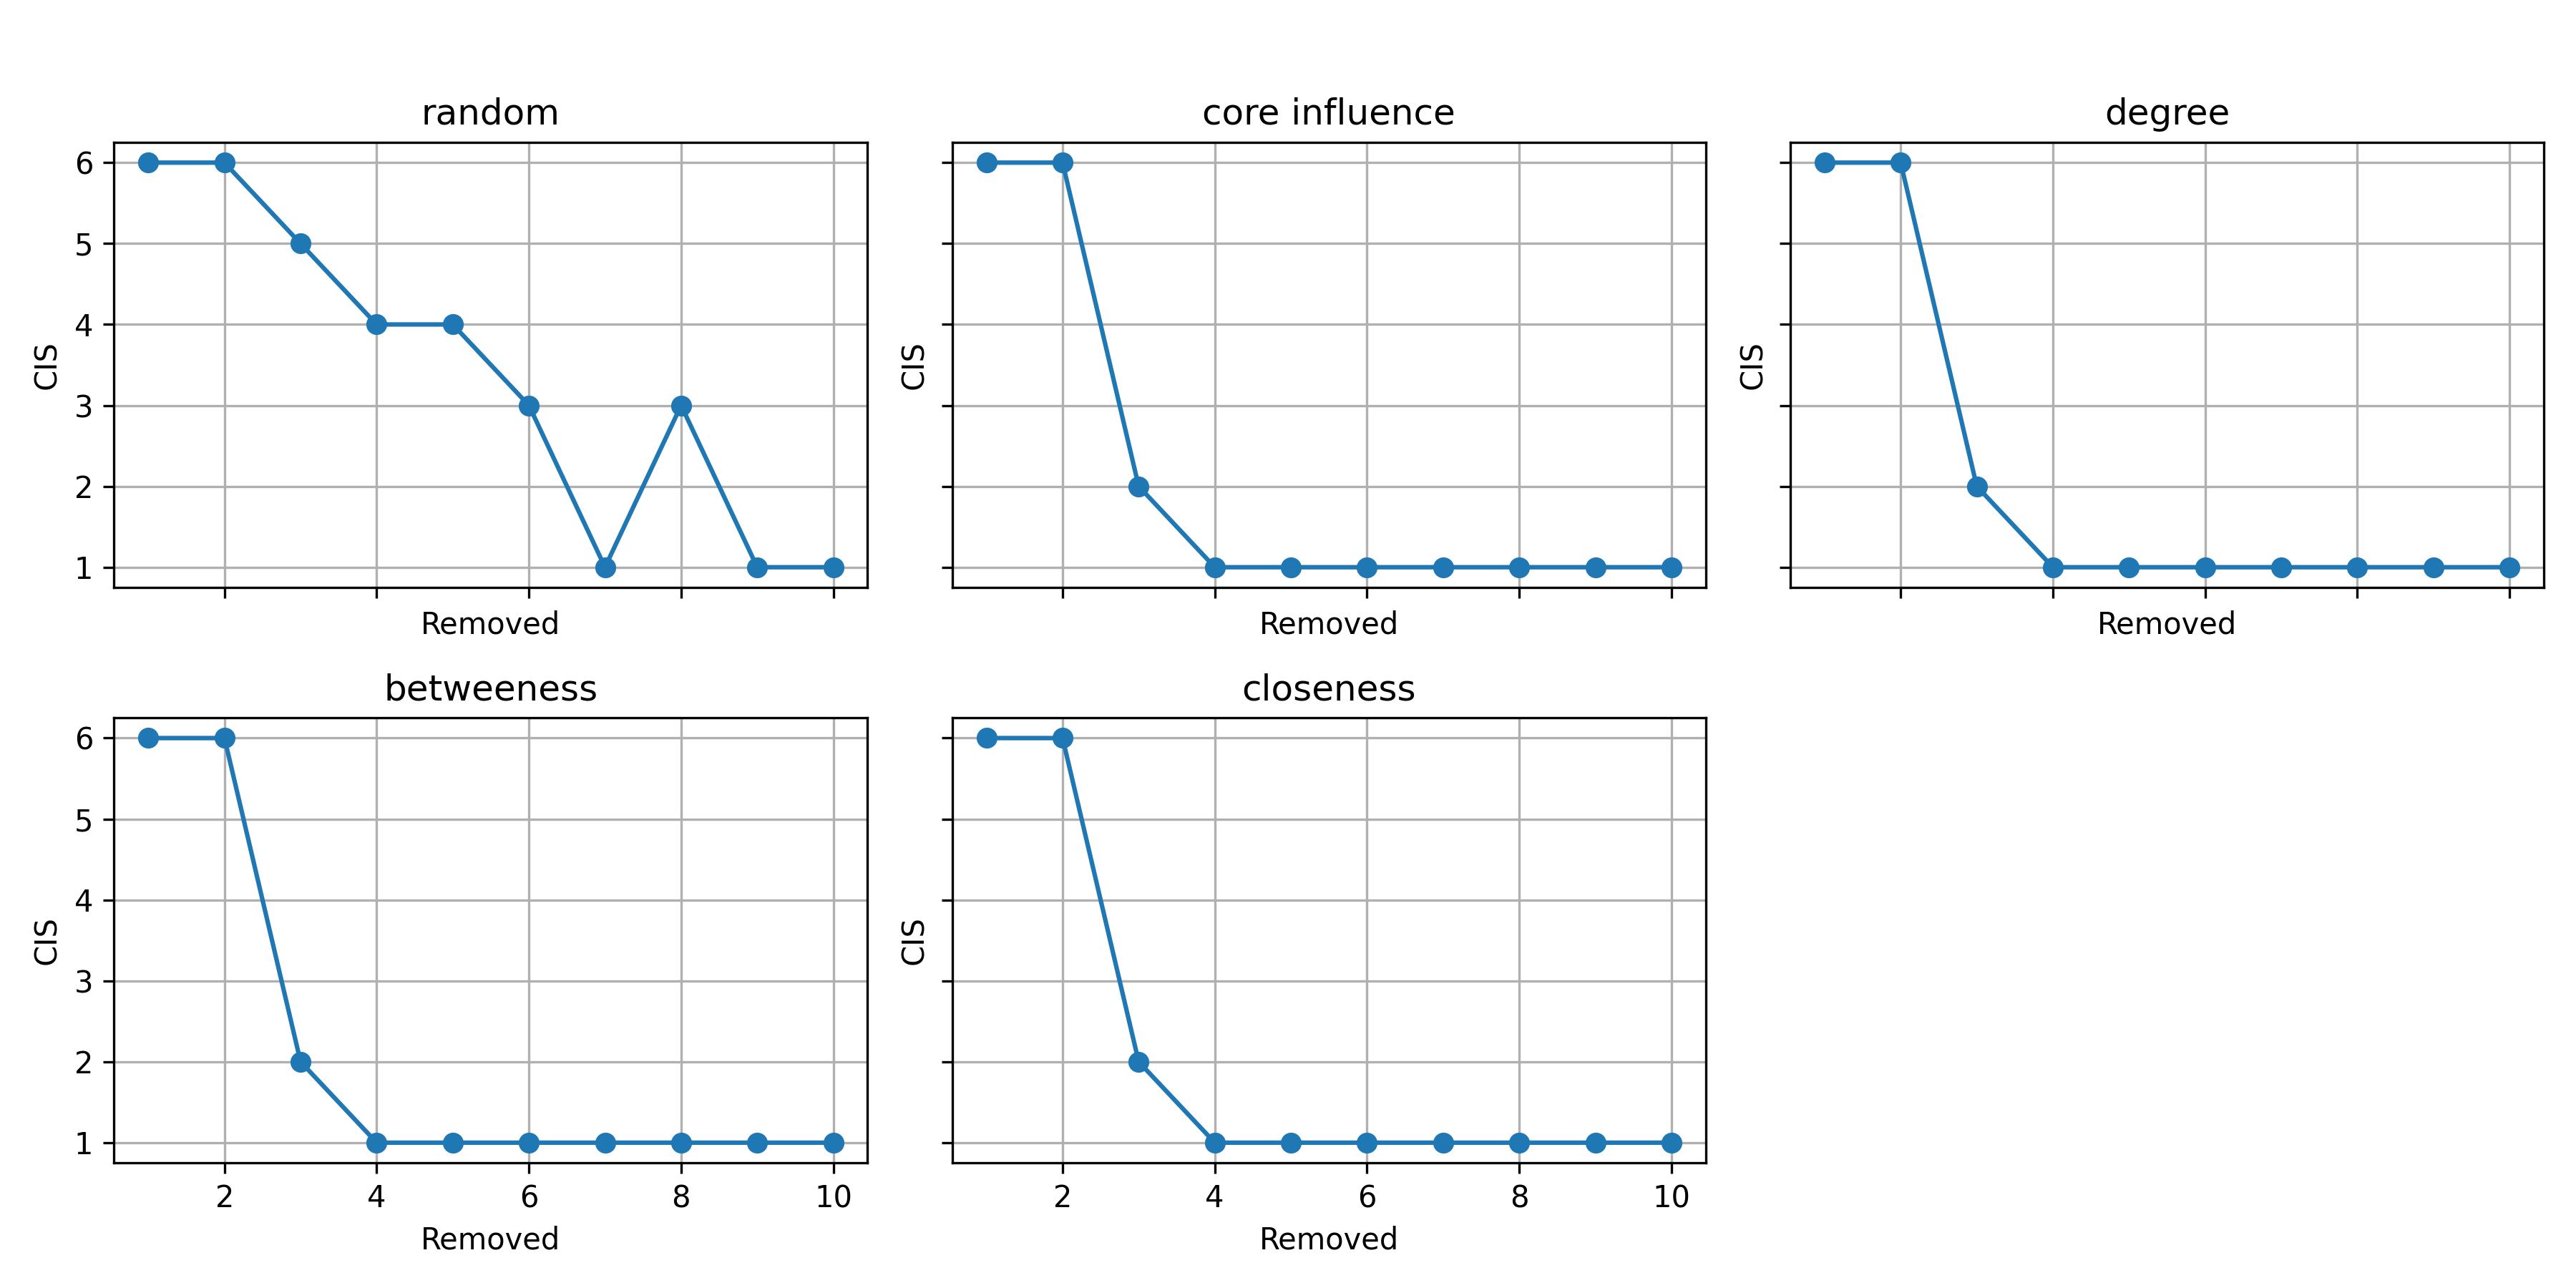 random
core influence
degree
6
5
4
3
2
1
CIS
CIS
CIS
Removed
Removed
Removed
betweeness
closeness
6
5
4
3
2
1
CIS
CIS
2 4 6 8 10
2 4 6 8 10
Removed
Removed